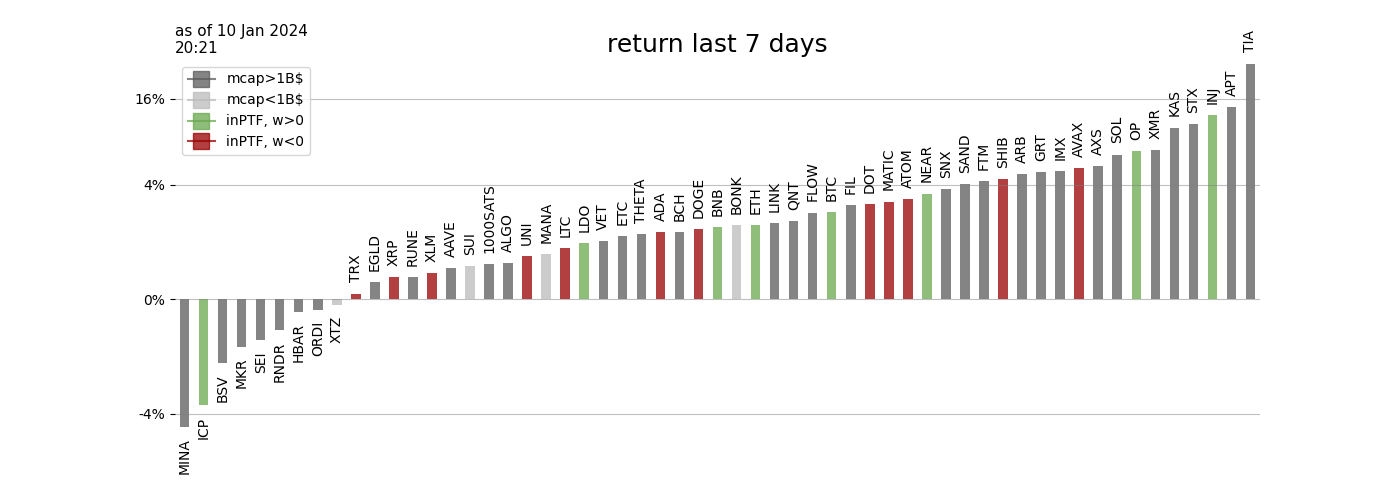 as of 10 Jan 2024
20:21
return last 7 days
mcap>1B$
mcap<1B$
inPTF, w>0
inPTF, w<0
16%
4%
0%
-4%
MINA
ICP
BSV
MKR
SEI
RNDR
HBAR
ORDI
XTZ
TRX
EGLD
XRP
RUNE
XLM
AAVE
SUI
1000SATS
ALGO
UNI
MANA
LTC
LDO
VET
ETC
THETA
ADA
BCH
DOGE
BNB
BONK
ETH
LINK
QNT
FLOW
BTC
FIL
DOT
MATIC
ATOM
NEAR
SNX
SAND
FTM
SHIB
ARB
GRT
IMX
AVAX
AXS
SOL
OP
XMR
KAS
STX
INJ
APT
TIA